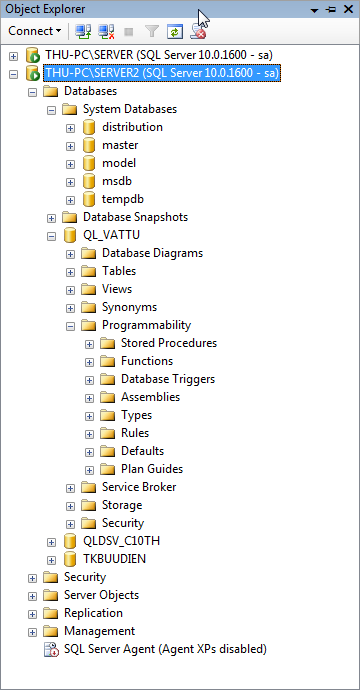 Object Explorer
Connect
THU-PC\SERVER (SQL Server 10.0.1600 - sa)
THU-PC\SERVER2 (SQL Server 10.0.1600 - sa)
Databases
System Databases
distribution
master
model
msdb
tempdb
Database Snapshots
QL_VATTU
Database Diagrams
Tables
Views
Synonyms
Programmability
Stored Procedures
Functions
Database Triggers
Assemblies
Types
Rules
Defaults
Plan Guides
Service Broker
Storage
Security
QLDSV_C10TH
TKBUUDIEN
Security
Server Objects
Replication
Management
SQL Server Agent (Agent XPs disabled)